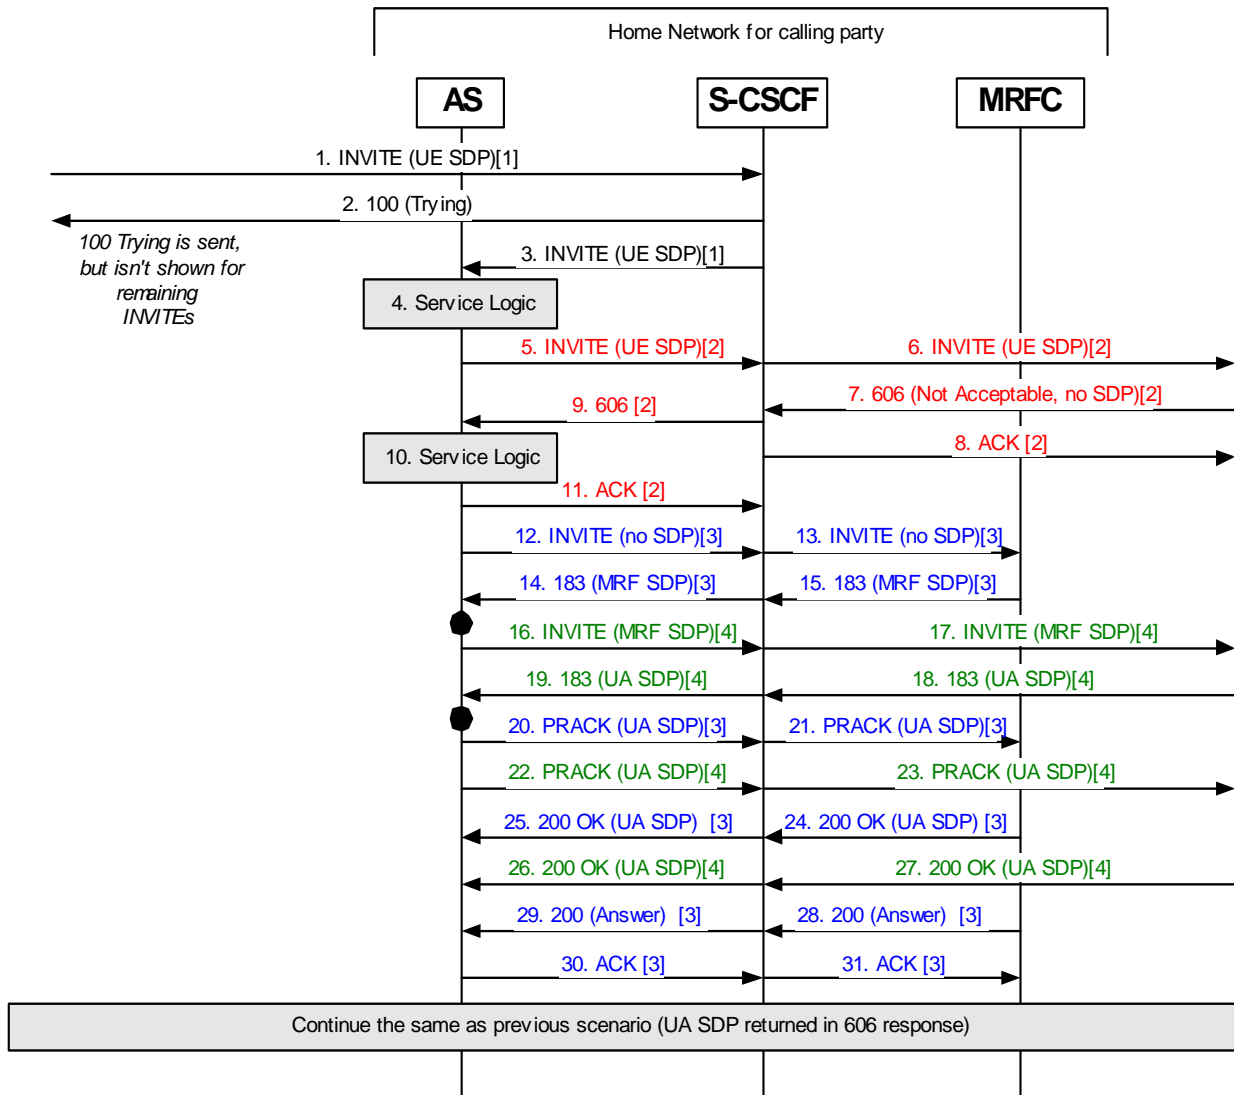 Home Network for calling party
AS
S-CSCF
MRFC
1. INVITE (UE SDP)[1]
2. 100 (Trying)
100 Trying is sent,
but isn't shown for
remaining
INVITEs
3. INVITE (UE SDP)[1]
4. Service Logic
5. INVITE (UE SDP)[2]
6. INVITE (UE SDP)[2]
7. 606 (Not Acceptable, no SDP)[2]
9. 606 [2]
10. Service Logic
8. ACK [2]
11. ACK [2]
12. INVITE (no SDP)[3]
13. INVITE (no SDP)[3]
14. 183 (MRF SDP)[3]
15. 183 (MRF SDP)[3]
16. INVITE (MRF SDP)[4]
17. INVITE (MRF SDP)[4]
19. 183 (UA SDP)[4]
18. 183 (UA SDP)[4]
20. PRACK (UA SDP)[3]
21. PRACK (UA SDP)[3]
22. PRACK (UA SDP)[4]
23. PRACK (UA SDP)[4]
25. 200 OK (UA SDP) [3]
24. 200 OK (UA SDP) [3]
26. 200 OK (UA SDP)[4]
27. 200 OK (UA SDP)[4]
29. 200 (Answer) [3]
28. 200 (Answer) [3]
30. ACK [3]
31. ACK [3]
Continue the same as previous scenario (UA SDP returned in 606 response)